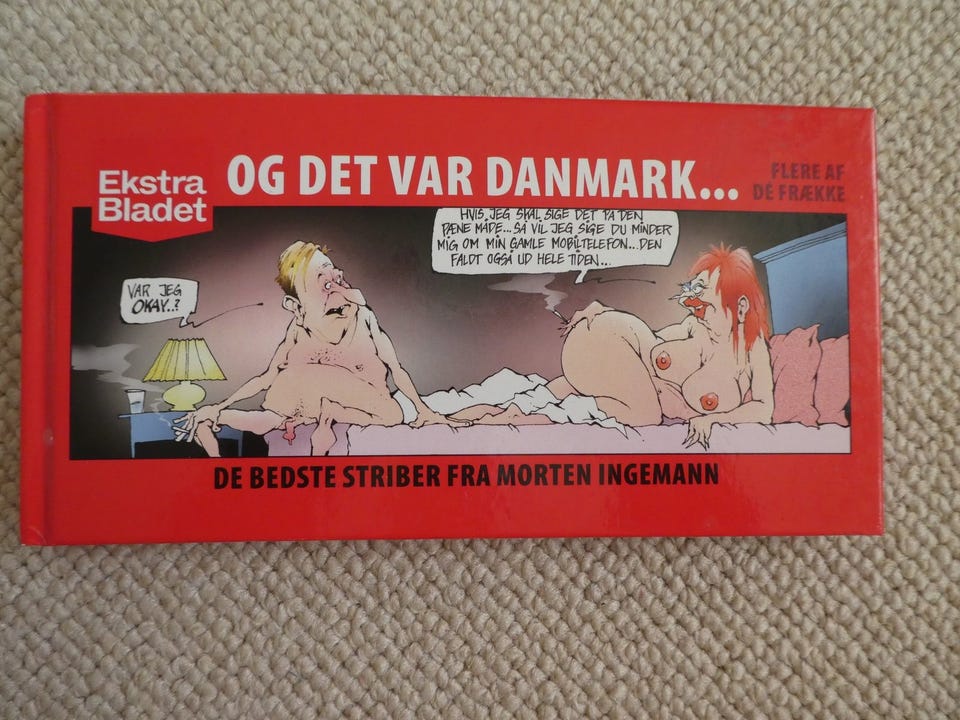 Ekstra
Bladet
OG DET VAR DANMARK...
FLERE AF
DE FRÆKKE
HVIS JEG SKAL SIGE DET PÅ DEN
PÆNE MÅDE...SÅ VIL JEG SIGE DU MINDER
MIG OM MIN GAMLE MOBILTELEFON...DEN
FALDT OGSÅ UD HELE TIDEN...
VAR JEG
OKAY..?
DE BEDSTE STRIBER FRA MORTEN INGEMANN